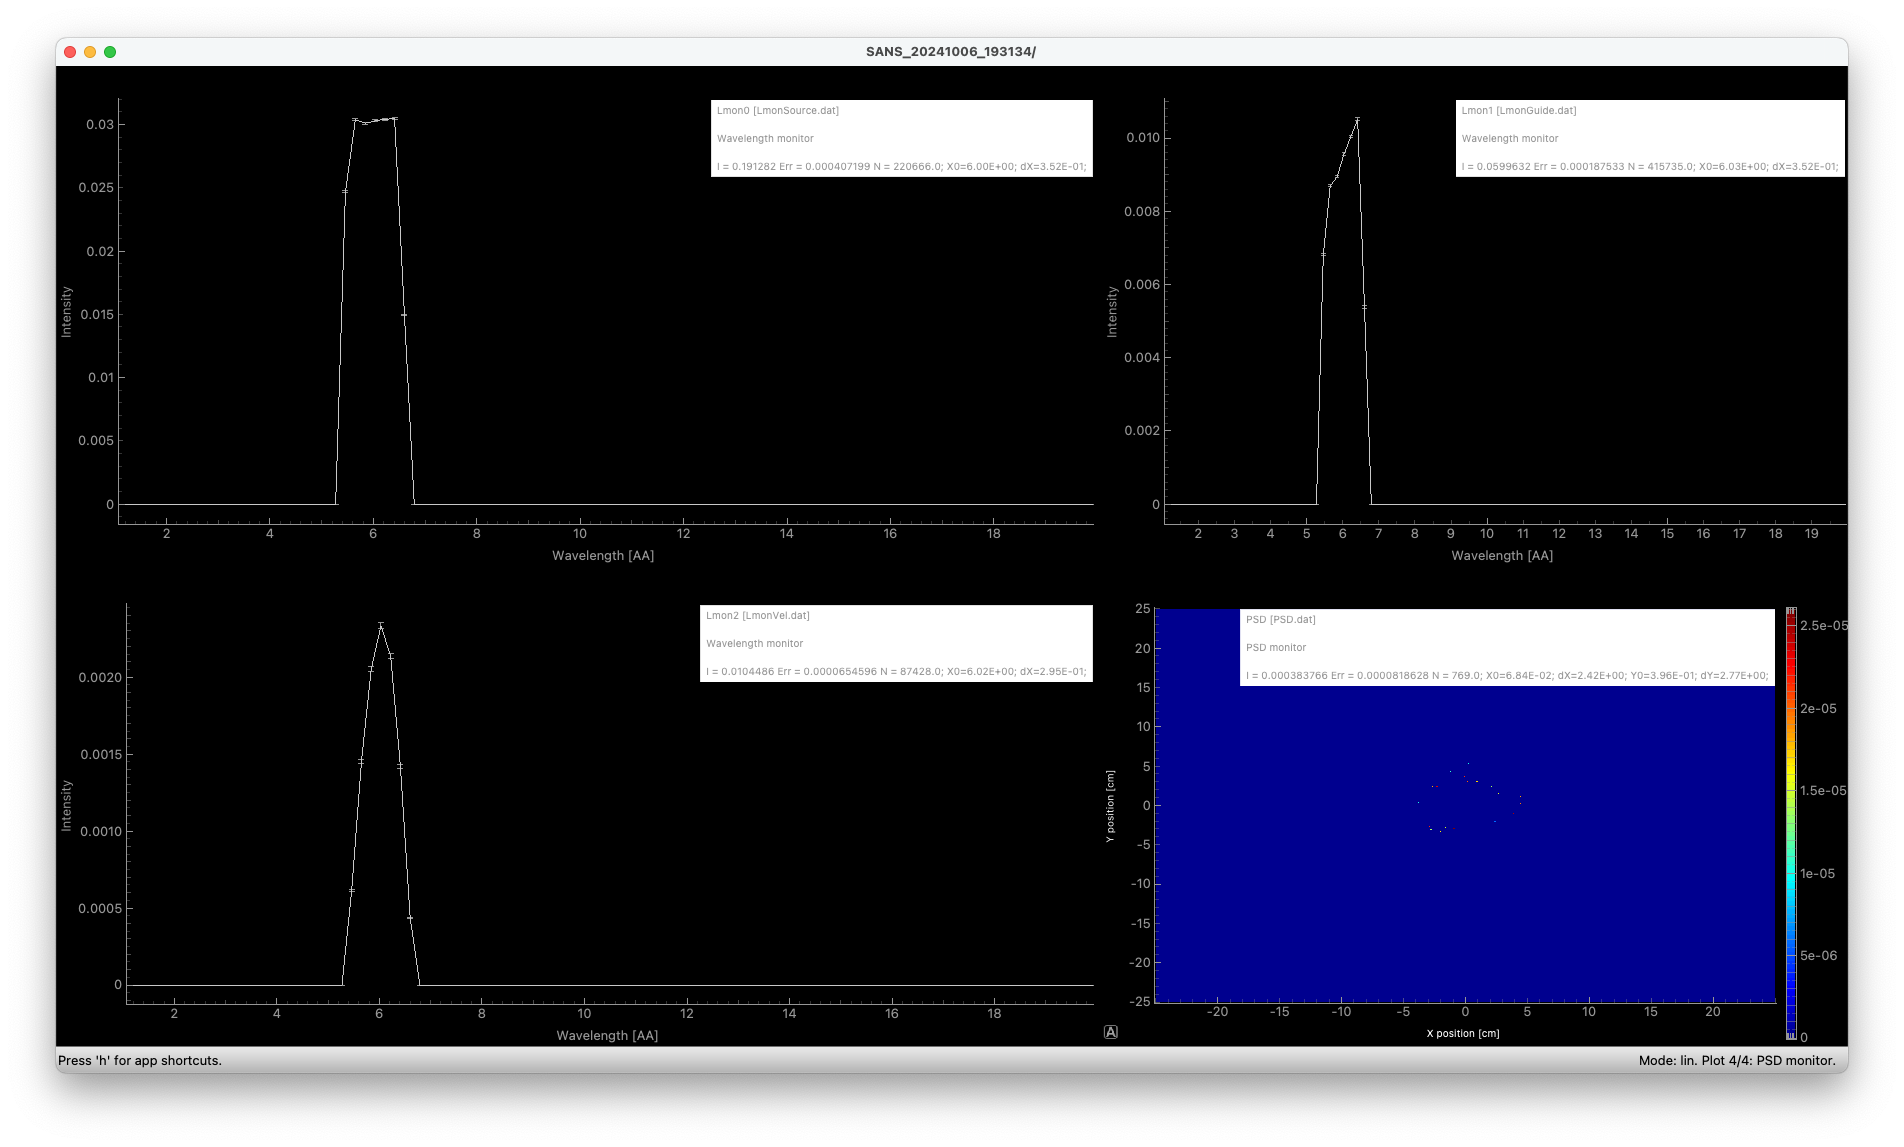 SANS_20241006_193134/
Lmon0 [LmonSource.dat]
Wavelength monitor
I = 0.191282 Err = 0.000407199 N = 220666.0; X0=6.00E+00; dX=3.52E-01;
0.03
0.025
0.02
0.015
0.01
0.005
0
Intensity
2 4 6 8 10 12 14 16 18
Wavelength [AA]
Lmon1 [LmonGuide.dat]
Wavelength monitor
I = 0.0599632 Err = 0.000187533 N = 415735.0; X0=6.03E+00; dX=3.52E-01;
0.010
0.008
0.006
0.004
0.002
0
Intensity
2 3 4 5 6 7 8 9 10 11 12 13 14 15 16 17 18 19
Wavelength [AA]
Lmon2 [LmonVel.dat]
Wavelength monitor
I = 0.0104486 Err = 0.0000654596 N = 87428.0; X0=6.02E+00; dX=2.95E-01;
0.0020
0.0015
0.0010
0.0005
0
Intensity
2 4 6 8 10 12 14 16 18
Wavelength [AA]
PSD [PSD.dat]
PSD monitor
I = 0.000383766 Err = 0.0000818628 N = 769.0; X0=6.84E-02; dX=2.42E+00; Y0=3.96E-01; dY=2.77E+00;
25
20
15
10
5
0
-5
-10
-15
-20
-25
Y position [cm]
-20 -15 -10 -5 0 5 10 15 20
X position [cm]
2.5e-05
2e-05
1.5e-05
1e-05
5e-06
0
A
Press 'h' for app shortcuts.
Mode: lin. Plot 4/4: PSD monitor.